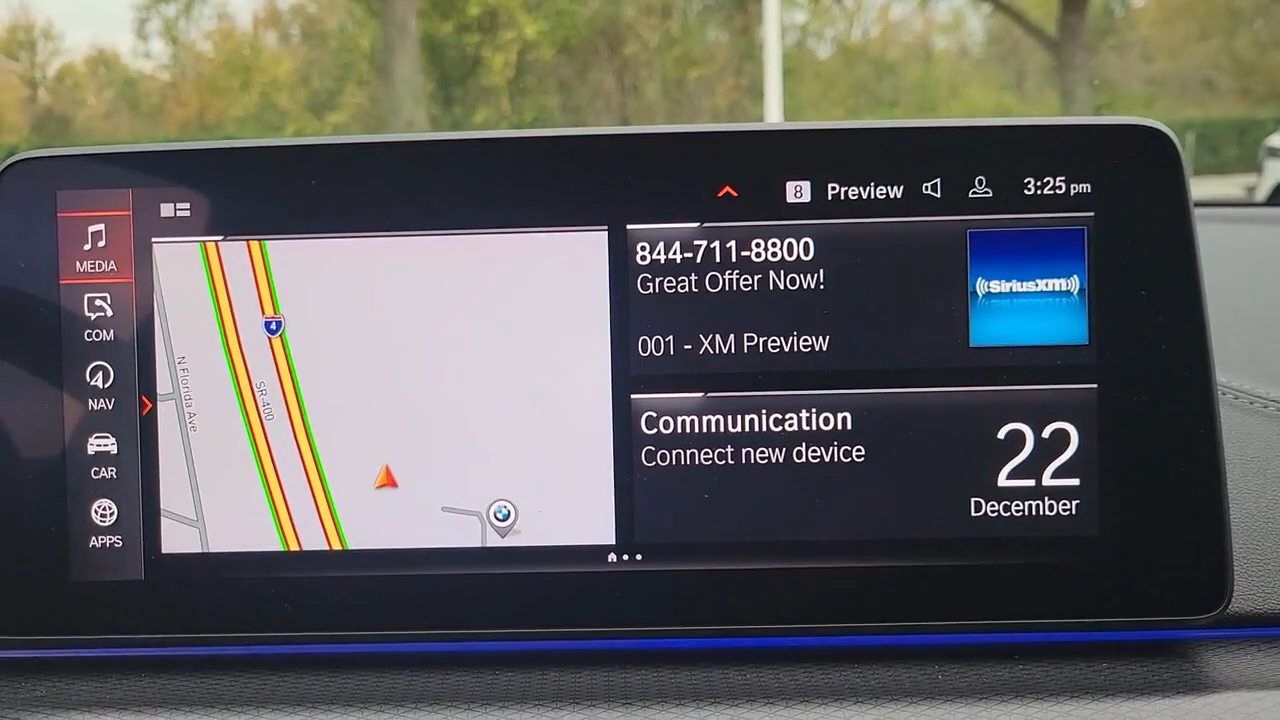 8 Preview 3:25 pm
MEDIA
COM
NAV
CAR
APPS
4
SR-400
N Florida Ave
844-711-8800
Great Offer Now!
001 - XM Preview
((SiriusXM))
Communication
Connect new device
22
December